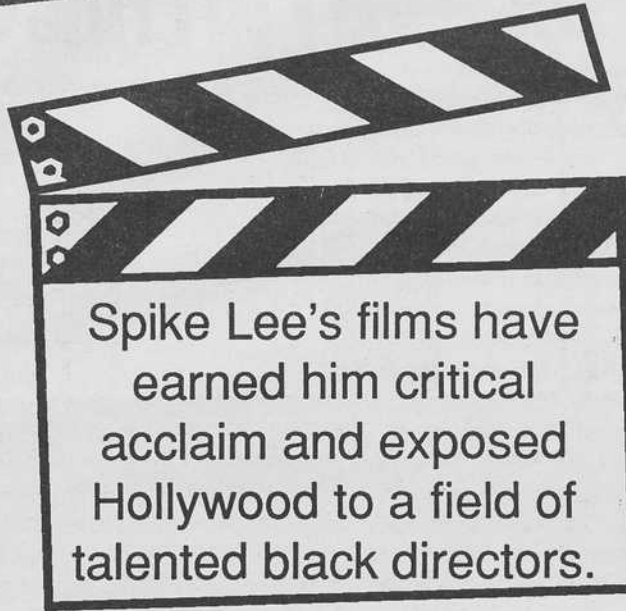 Spike Lee's films have
earned him critical
acclaim and exposed
Hollywood to a field of
talented black directors.